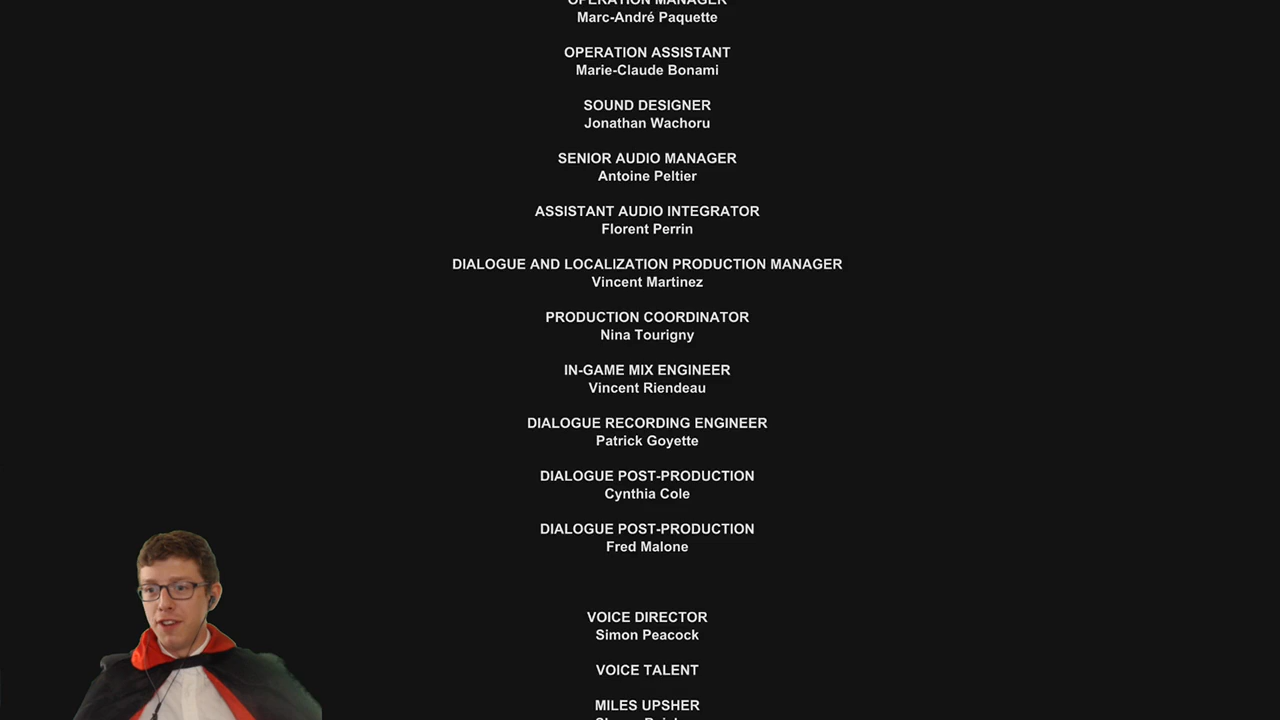 OPERATION MANAGER
Marc-André Paquette
OPERATION ASSISTANT
Marie-Claude Bonami
SOUND DESIGNER
Jonathan Wachoru
SENIOR AUDIO MANAGER
Antoine Peltier
ASSISTANT AUDIO INTEGRATOR
Florent Perrin
DIALOGUE AND LOCALIZATION PRODUCTION MANAGER
Vincent Martinez
PRODUCTION COORDINATOR
Nina Tourigny
IN-GAME MIX ENGINEER
Vincent Riendeau
DIALOGUE RECORDING ENGINEER
Patrick Goyette
DIALOGUE POST-PRODUCTION
Cynthia Cole
DIALOGUE POST-PRODUCTION
Fred Malone
VOICE DIRECTOR
Simon Peacock
VOICE TALENT
MILES UPSHER